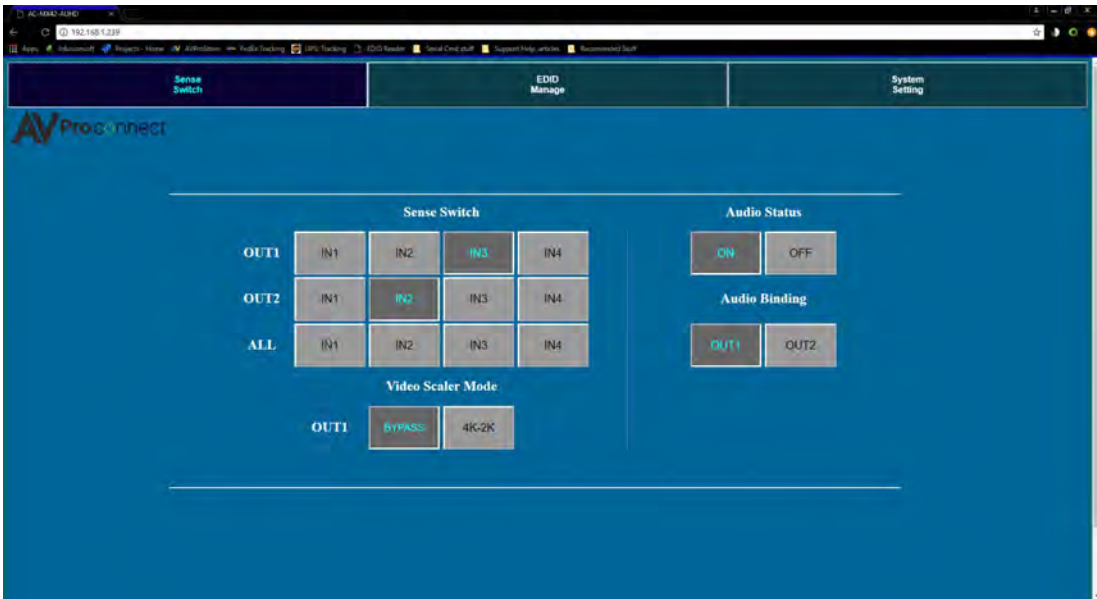 AC-MX42-AUHD
192.168.1.239
Apps
Projects - Home
AVProStore
FedEx Tracking
UPS: Tracking
EDID Reader
Serial Cmd stuff
Support Help, articles
Recommended Stuff
Sense
Switch
EDID
Manage
System
Setting
AVProconnect
Sense Switch
Audio Status
OUT1 IN1 IN2 IN3 IN4
ON OFF
OUT2 IN1 IN2 IN3 IN4
Audio Binding
ALL IN1 IN2 IN3 IN4
OUT1 OUT2
Video Scaler Mode
OUT1 BYPASS 4K-2K